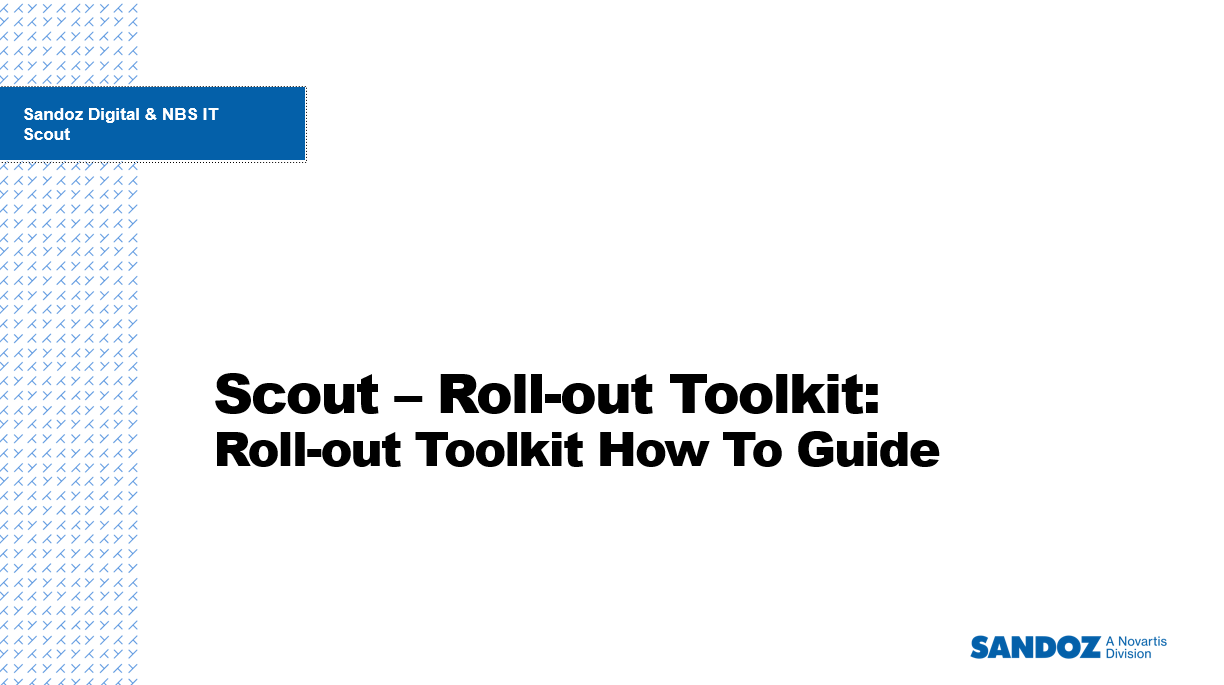 Sandoz Digital & NBS IT
Scout
Scout – Roll-out Toolkit:
Roll-out Toolkit How To Guide
SANDOZ A Novartis
Division